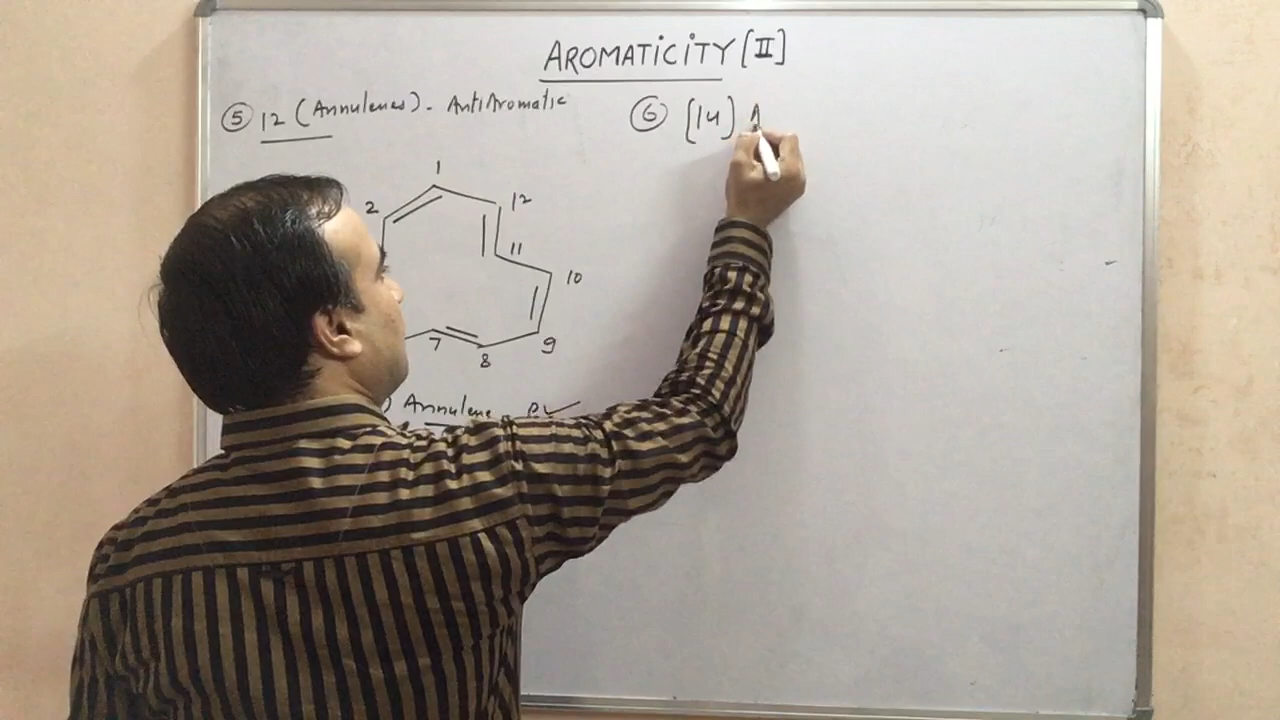 AROMATICITY [II]
⑤ 12 (Annulenes) - AntiAromatic
⑥ [14] A
1
2
12
11
10
9
8
7
) Annulene